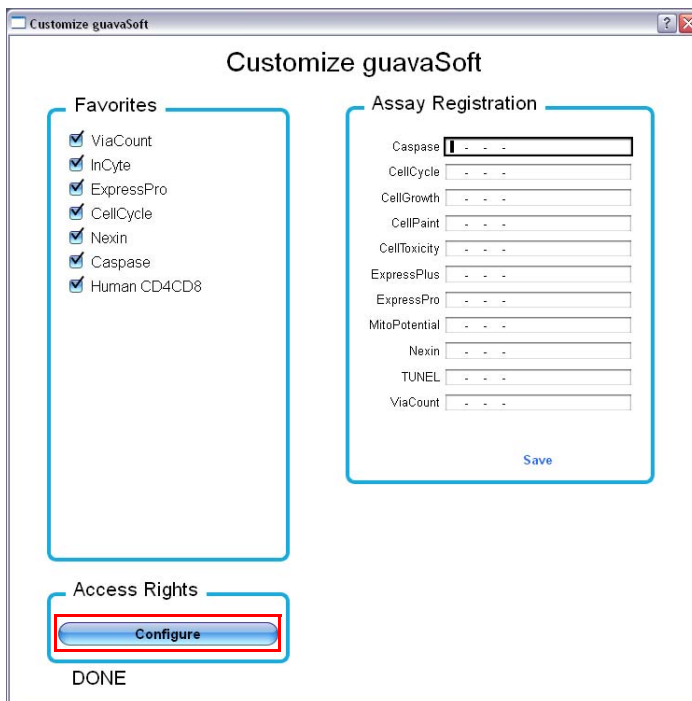 Customize guavaSoft
?
Customize guavaSoft
Favorites
ViaCount
InCyte
ExpressPro
CellCycle
Nexin
Caspase
Human CD4CD8
Assay Registration
Caspase - - -
CellCycle - - -
CellGrowth - - -
CellPaint - - -
CellToxicity - - -
ExpressPlus - - -
ExpressPro - - -
MitoPotential - - -
Nexin - - -
TUNEL - - -
ViaCount - - -
Save
Access Rights
Configure
DONE